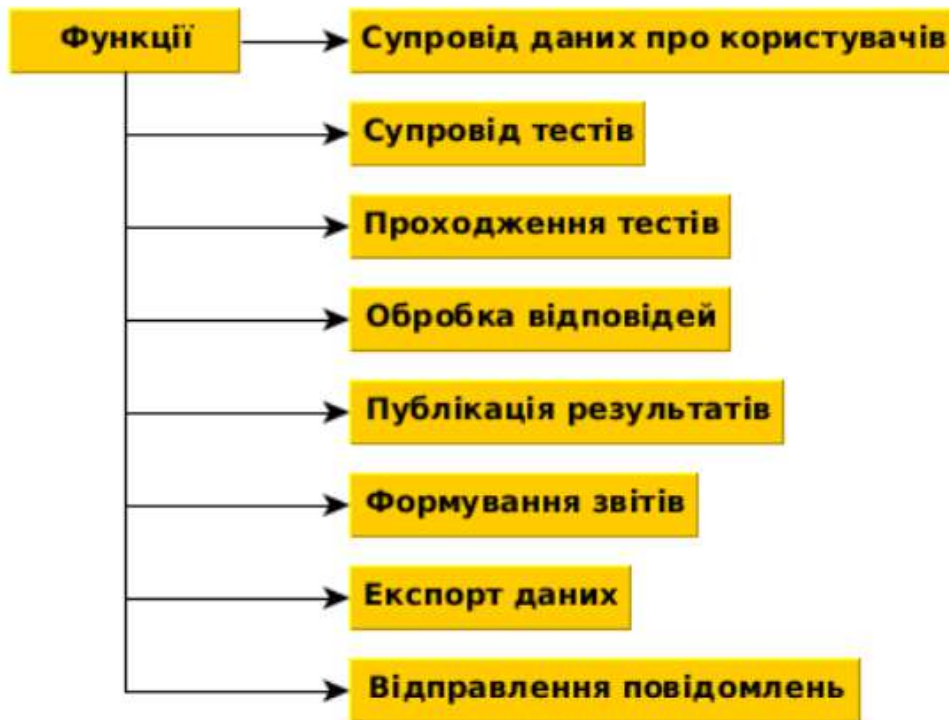 Функції
Супровід даних про користувачів
Супровід тестів
Проходження тестів
Обробка відповідей
Публікація результатів
Формування звітів
Експорт даних
Відправлення повідомлень